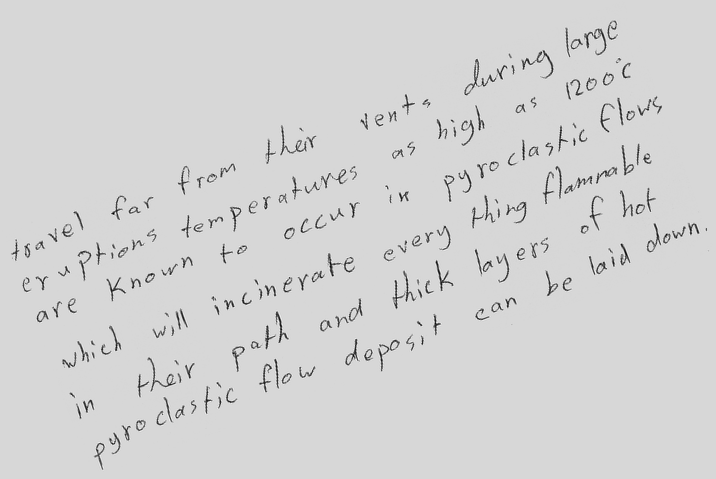 travel far from their vents during large
eruptions temperatures as high as 1200°C
are known to occur in pyroclastic flows
which will incinerate every thing flammable
in their path and thick layers of hot
pyroclastic flow deposit can be laid down.